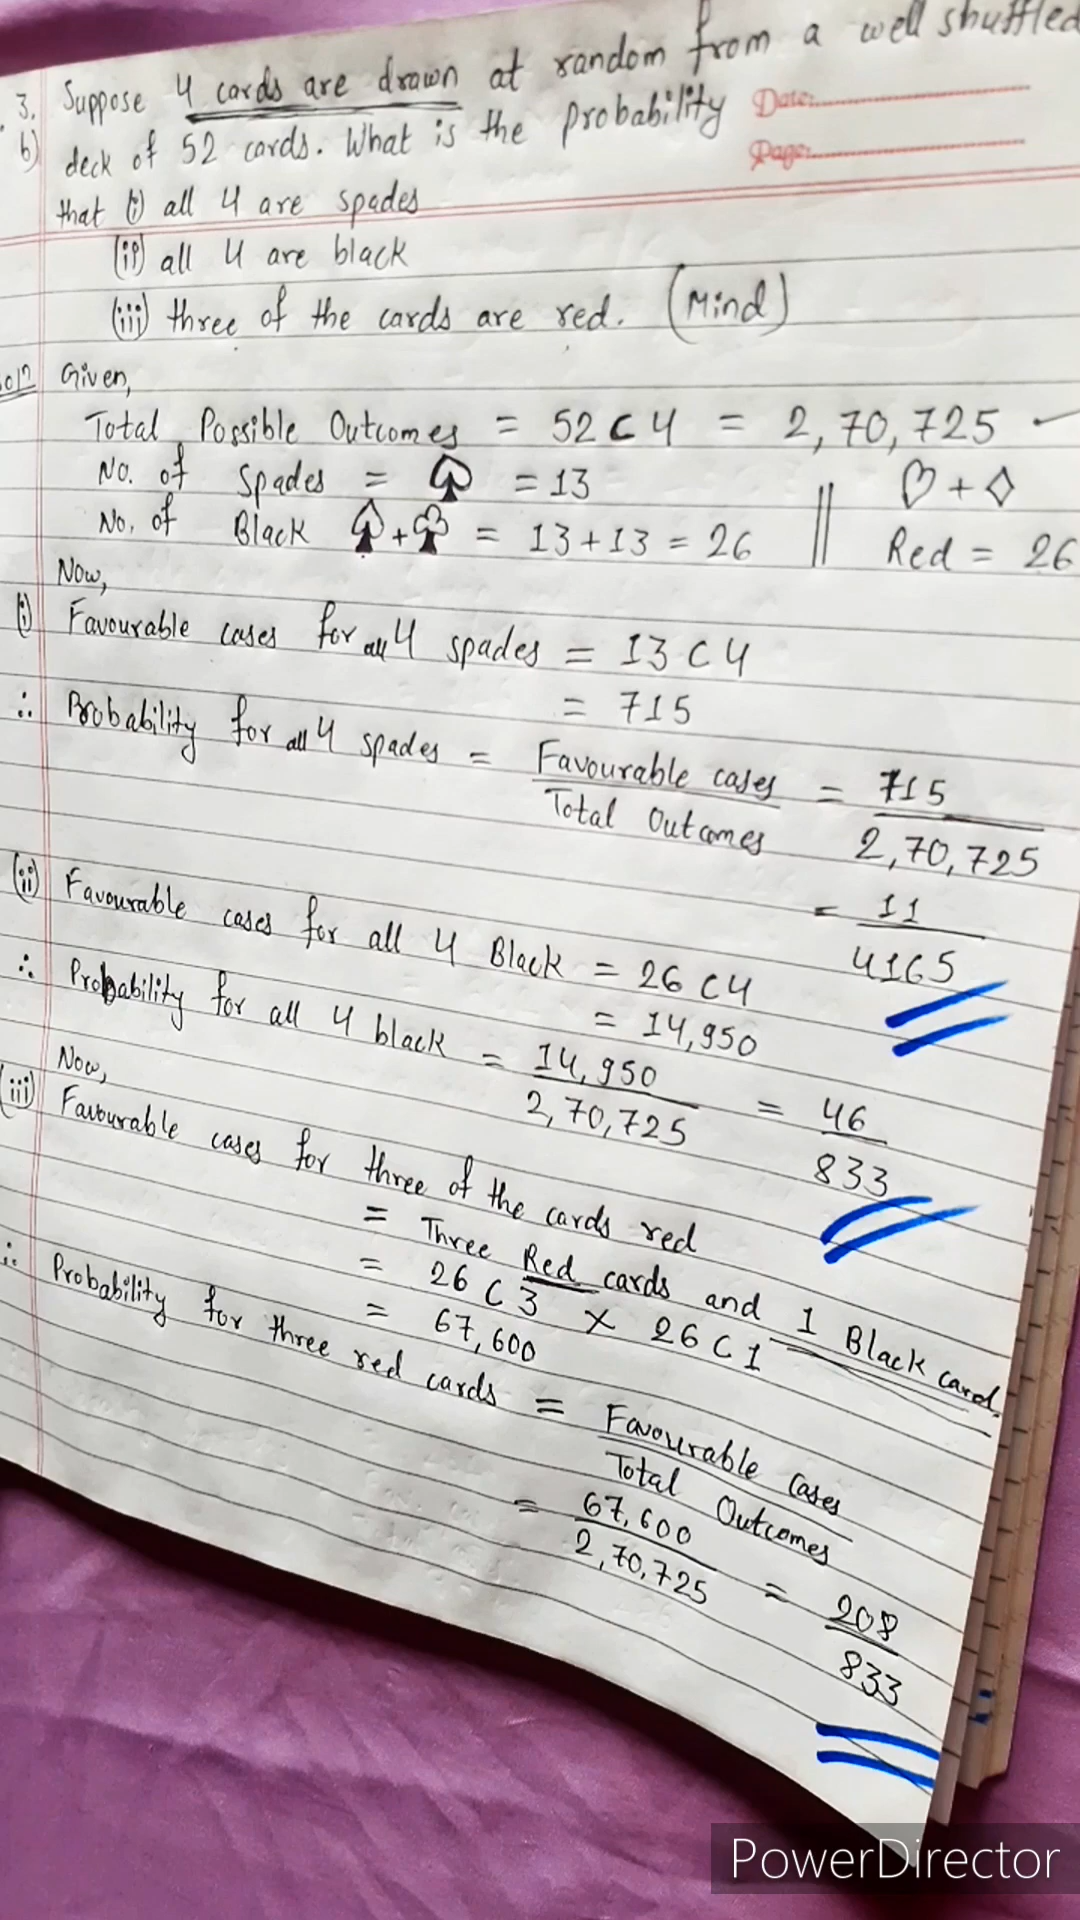 3. Suppose 4 cards are drawn at random from a well shuffled
b) deck of 52 cards. What is the probability
Date:
Page:
that (i) all 4 are spades
(ii) all 4 are black
(iii) three of the cards are red. (Mind)
Given,
Total Possible Outcomes = 52 C 4 = 2,70,725
No. of Spades = ♤ = 13
♡ + ◇
No. of Black ♤ + ♧ = 13 + 13 = 26
Red = 26
Now,
(i) Favourable cases for all 4 spades = 13 C 4
= 715
∴ Probability for all 4 spades = Favourable cases / Total Outcomes = 715 / 2,70,725
= 11 / 4165
(ii) Favourable cases for all 4 Black = 26 C 4
= 14,950
∴ Probability for all 4 black = 14,950 / 2,70,725 = 46 / 833
Now,
(iii) Favourable cases for three of the cards red
= Three Red cards and 1 Black card.
= 26 C 3 × 26 C 1
= 67,600
∴ Probability for three red cards = Favourable Cases / Total Outcomes
= 67,600 / 2,70,725 = 208 / 833
PowerDirector